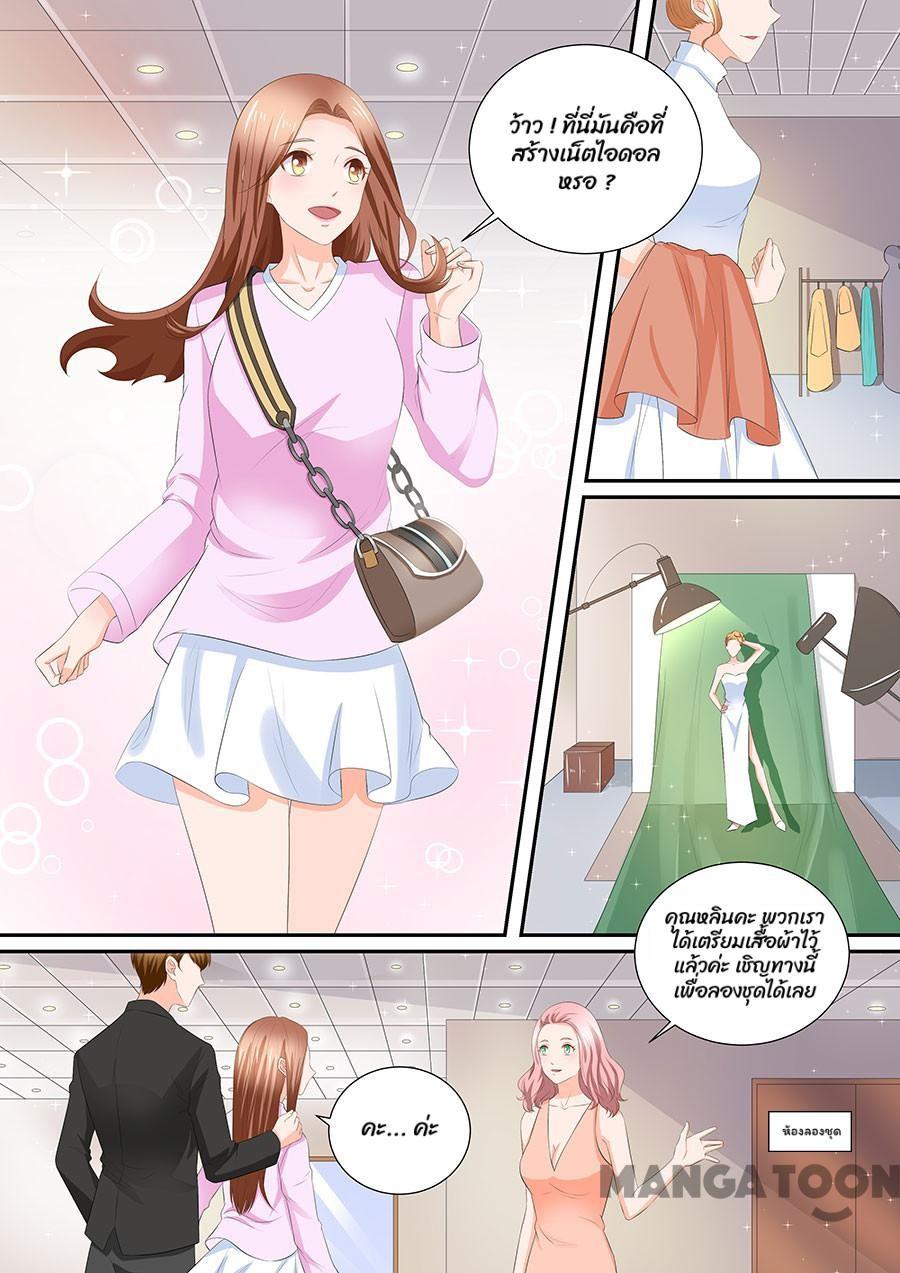 ว้าว ! ที่นี่มันคือที่
สร้างเน็ตไอดอล
หรอ ?
คุณหลินคะ พวกเรา
ได้เตรียมเสื้อผ้าไว้
แล้วค่ะ เชิญทางนี้
เพื่อลองชุดได้เลย
คะ... ค่ะ
ห้องลองชุด
MANGATOON